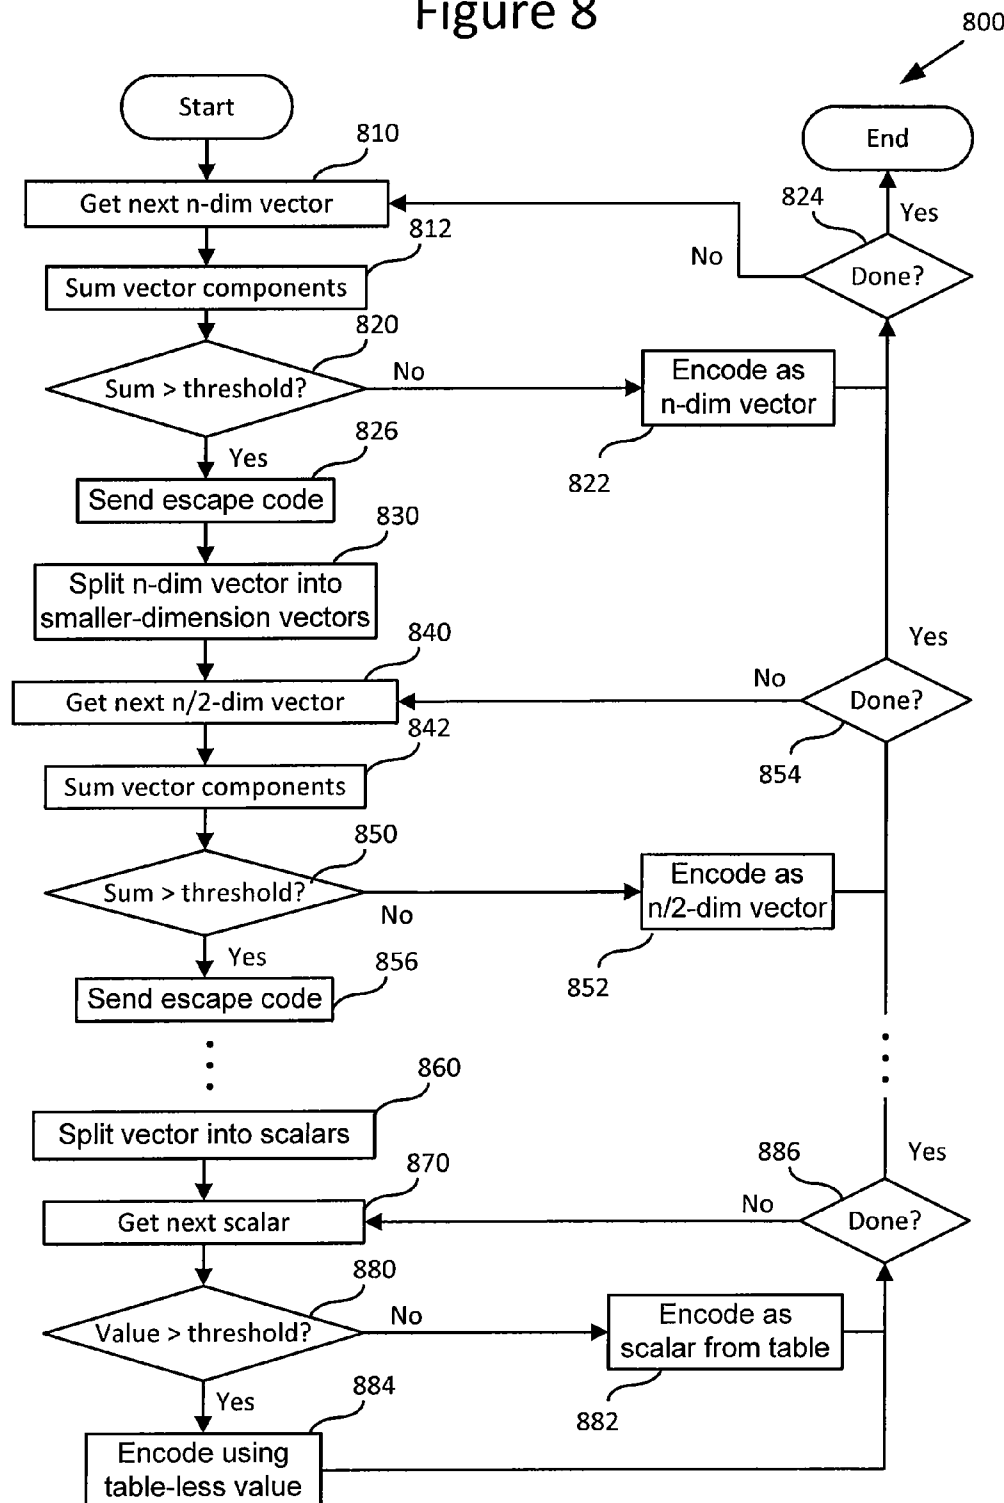 Figure 8
800
Start
End
810
Get next n-dim vector
824
Yes
812
No
Done?
Sum vector components
820
Sum > threshold?
No
Encode as
n-dim vector
826
Yes
822
Send escape code
830
Split n-dim vector into
smaller-dimension vectors
840
Yes
Get next n/2-dim vector
No
Done?
842
854
Sum vector components
850
Sum > threshold?
No
Encode as
n/2-dim vector
Yes
856
852
Send escape code
860
Split vector into scalars
886
Yes
870
Get next scalar
No
Done?
880
Value > threshold?
No
Encode as
scalar from table
884
Yes
882
Encode using
table-less value